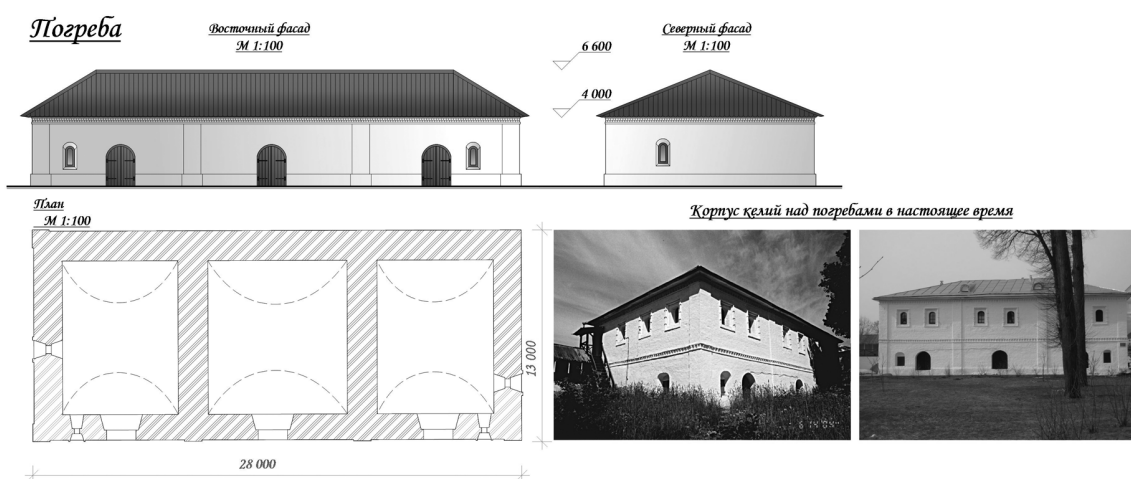 Погреба
Восточный фасад
М 1:100
Северный фасад
М 1:100
6 600
4 000
План
М 1:100
Корпус келий над погребами в настоящее время
13 000
28 000